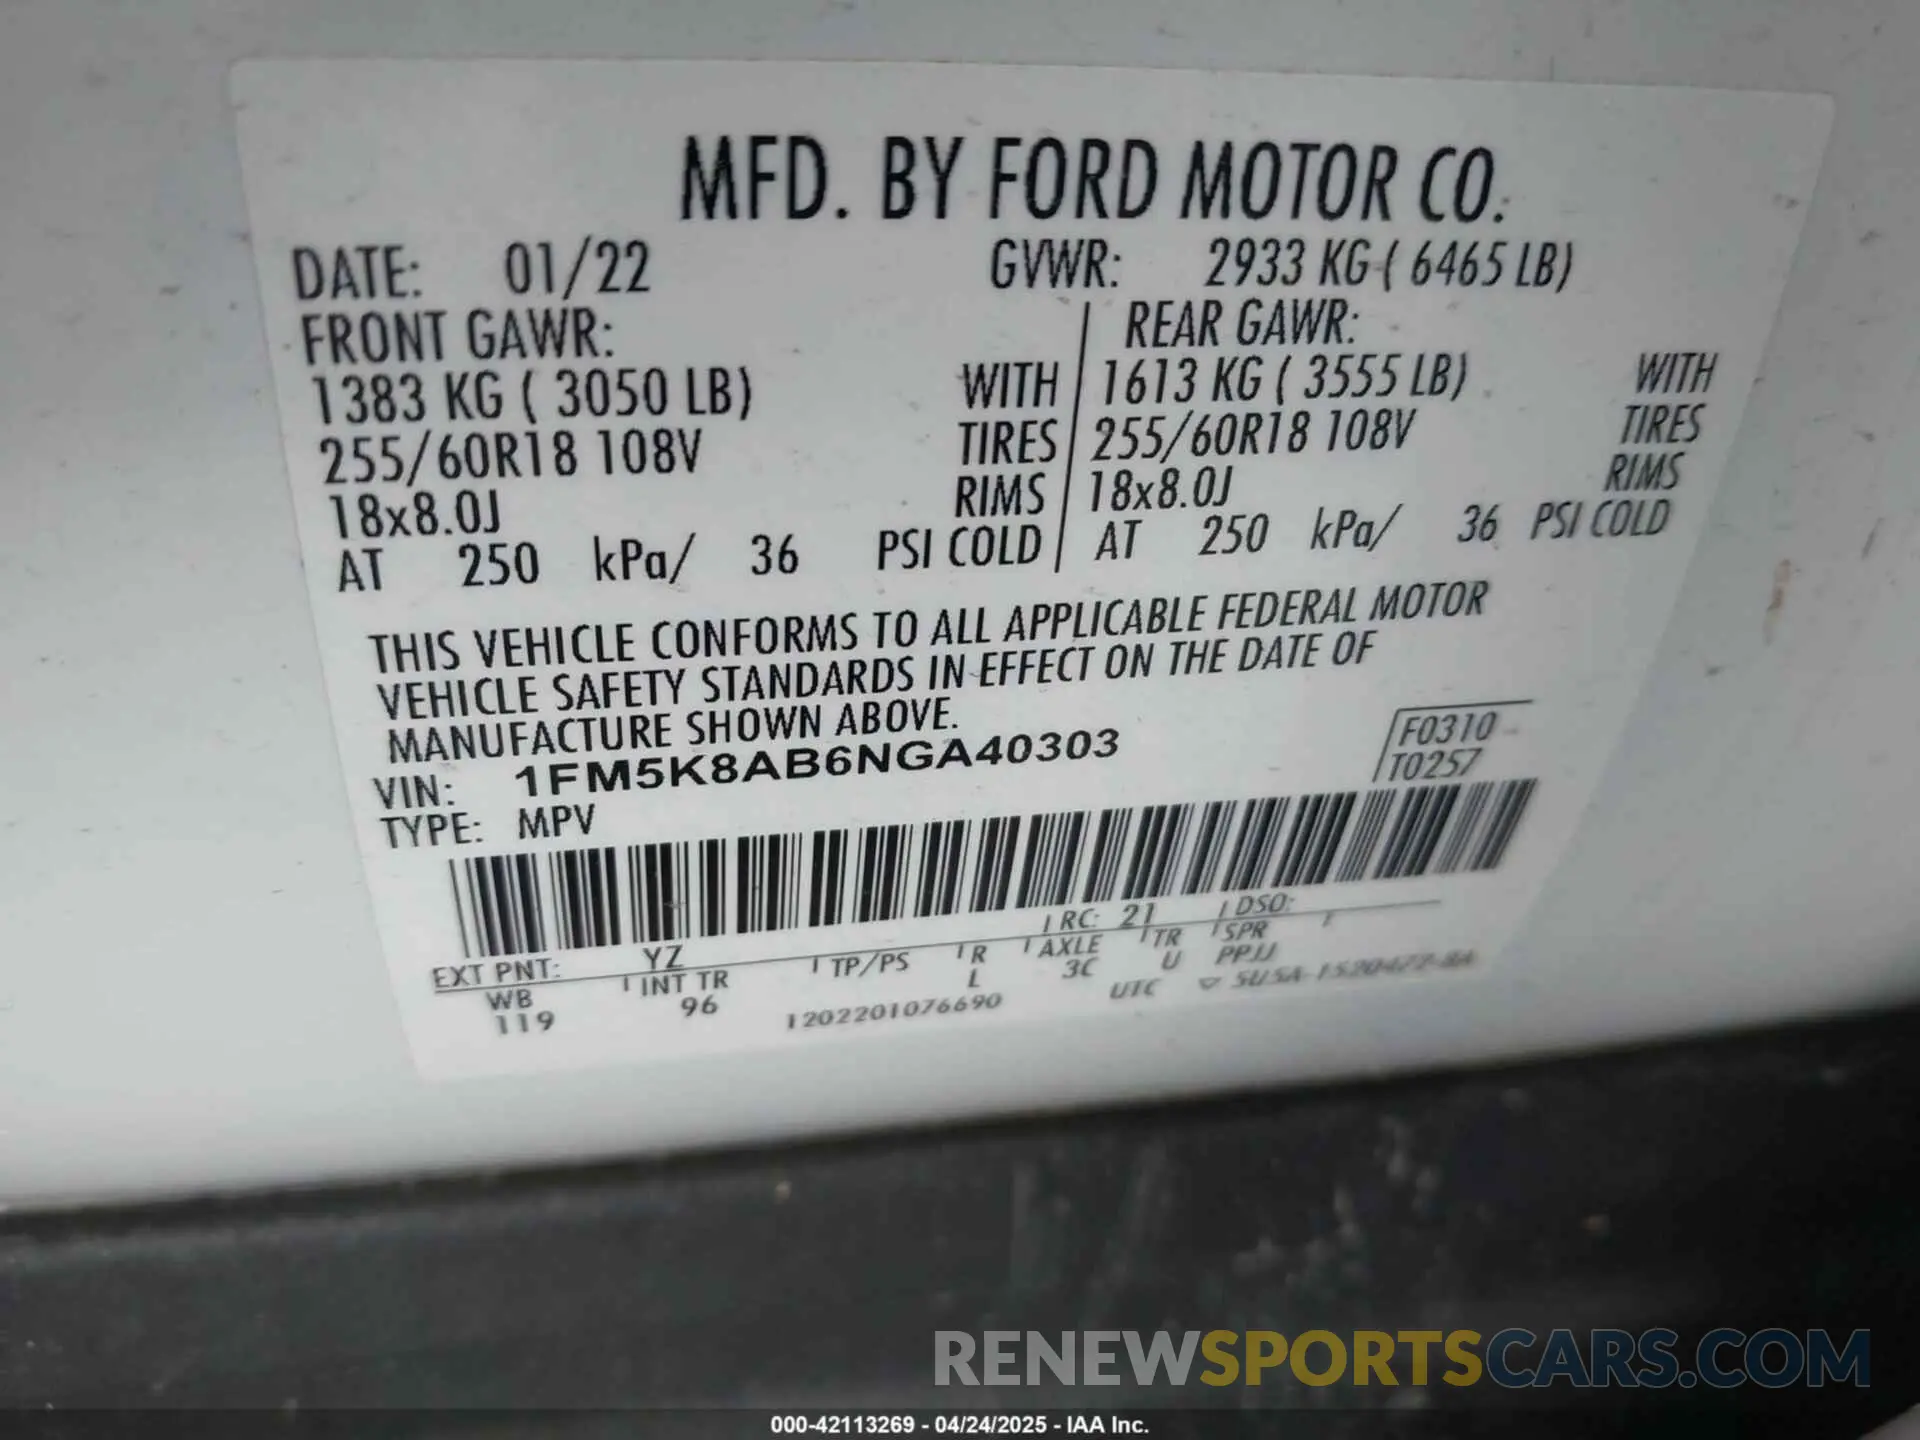 MFD. BY FORD MOTOR CO.
DATE: 01/22 GVWR: 2933 KG ( 6465 LB)
FRONT GAWR: REAR GAWR:
1383 KG ( 3050 LB) WITH 1613 KG ( 3555 LB) WITH
255/60R18 108V TIRES 255/60R18 108V TIRES
18x8.0J RIMS 18x8.0J RIMS
AT 250 kPa/ 36 PSI COLD AT 250 kPa/ 36 PSI COLD
THIS VEHICLE CONFORMS TO ALL APPLICABLE FEDERAL MOTOR
VEHICLE SAFETY STANDARDS IN EFFECT ON THE DATE OF
MANUFACTURE SHOWN ABOVE.
VIN: 1FM5K8AB6NGA40303 F0310
TYPE: MPV T0257
EXT PNT: YZ RC: 21 DSO:
WB INT TR TP/PS R AXLE TR SPR
119 96 L 3C U PPJJ
1202201076690 UTC
RENEWSPORTSCARS.COM
000-42113269 - 04/24/2025 - IAA Inc.